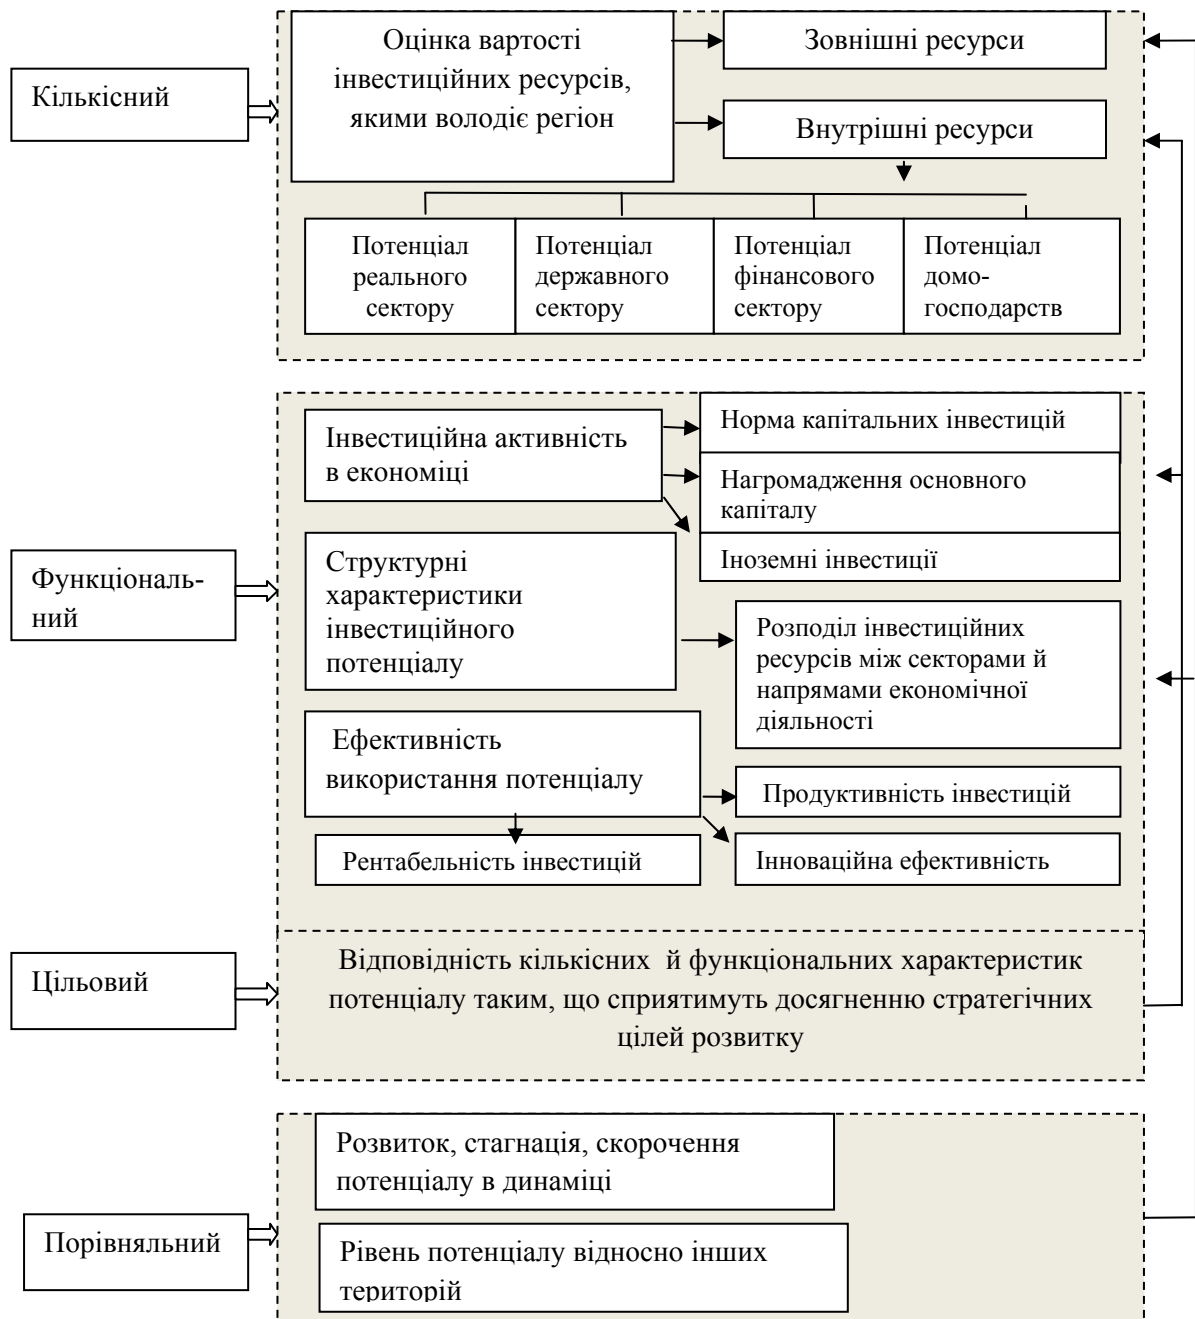 Кількісний
Оцінка вартості
інвестиційних ресурсів,
якими володіє регіон
Зовнішні ресурси
Внутрішні ресурси
Потенціал
реального
сектору
Потенціал
державного
сектору
Потенціал
фінансового
сектору
Потенціал
домо-
господарств
Функціональ-
ний
Інвестиційна активність
в економіці
Норма капітальних інвестицій
Нагромадження основного
капіталу
Іноземні інвестиції
Структурні
характеристики
інвестиційного
потенціалу
Розподіл інвестиційних
ресурсів між секторами й
напрямами економічної
діяльності
Ефективність
використання потенціалу
Продуктивність інвестицій
Рентабельність інвестицій
Інноваційна ефективність
Цільовий
Відповідність кількісних й функціональних характеристик
потенціалу таким, що сприятимуть досягненню стратегічних
цілей розвитку
Порівняльний
Розвиток, стагнація, скорочення
потенціалу в динаміці
Рівень потенціалу відносно інших
територій